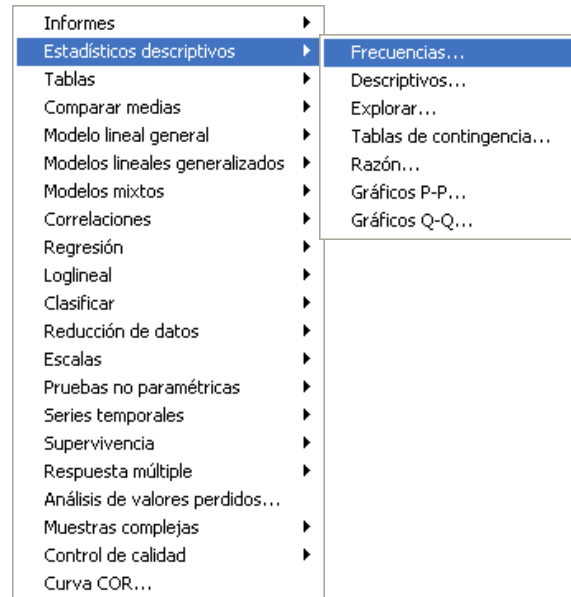 Informes
Estadísticos descriptivos
Tablas
Comparar medias
Modelo lineal general
Modelos lineales generalizados
Modelos mixtos
Correlaciones
Regresión
Loglineal
Clasificar
Reducción de datos
Escalas
Pruebas no paramétricas
Series temporales
Supervivencia
Respuesta múltiple
Análisis de valores perdidos...
Muestras complejas
Control de calidad
Curva COR...
Frecuencias...
Descriptivos...
Explorar...
Tablas de contingencia...
Razón...
Gráficos P-P...
Gráficos Q-Q...